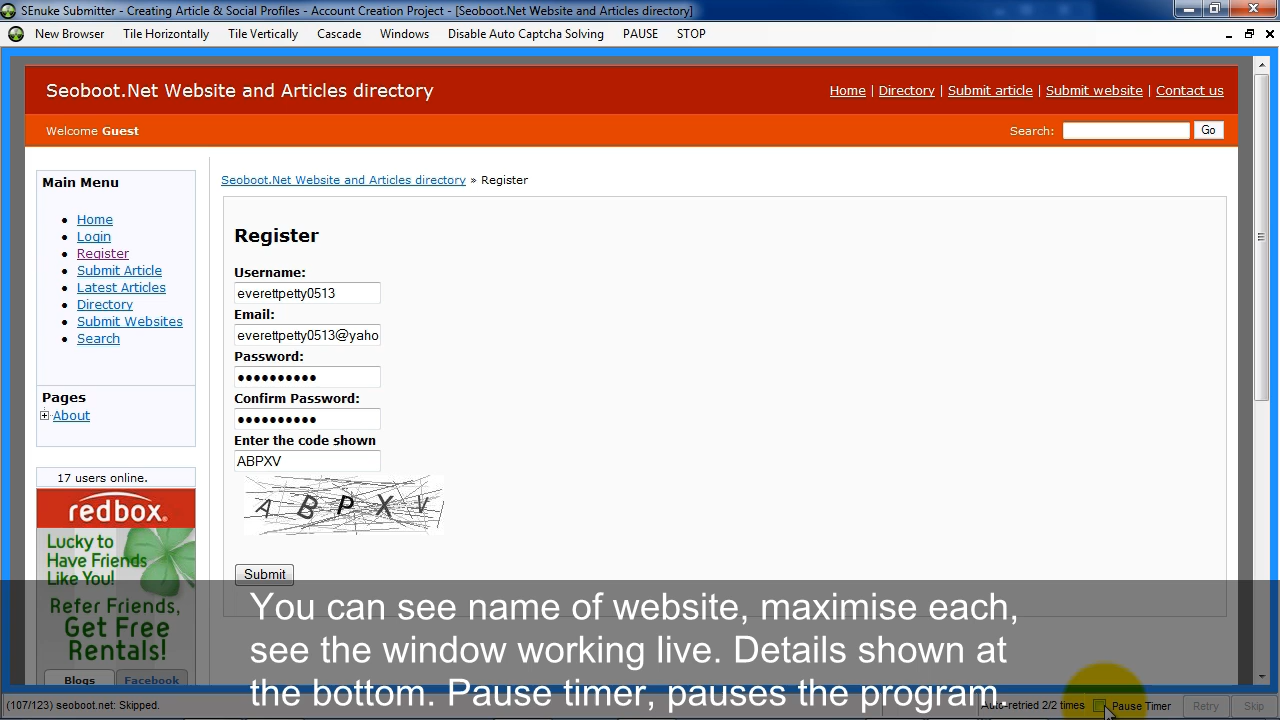 SEnuke Submitter - Creating Article & Social Profiles - Account Creation Project - [Seoboot.Net Website and Articles directory]
New Browser Tile Horizontally Tile Vertically Cascade Windows Disable Auto Captcha Solving PAUSE STOP
Seoboot.Net Website and Articles directory
Home | Directory | Submit article | Submit website | Contact us
Welcome Guest
Search: Go
Main Menu
Home
Login
Register
Submit Article
Latest Articles
Directory
Submit Websites
Search
Pages
About
17 users online.
redbox.
Lucky to
Have Friends
Like You!
Refer Friends,
Get Free
Rentals!
Blogs Facebook
Seoboot.Net Website and Articles directory » Register
Register
Username:
everettpetty0513
Email:
everettpetty0513@yaho
Password:
••••••••••
Confirm Password:
••••••••••
Enter the code shown
ABPXV
A B P X V
Submit
You can see name of website, maximise each,
see the window working live. Details shown at
the bottom. Pause timer, pauses the program.
(107/123) seoboot.net: Skipped.
Auto-retried 2/2 times Pause Timer Retry Skip